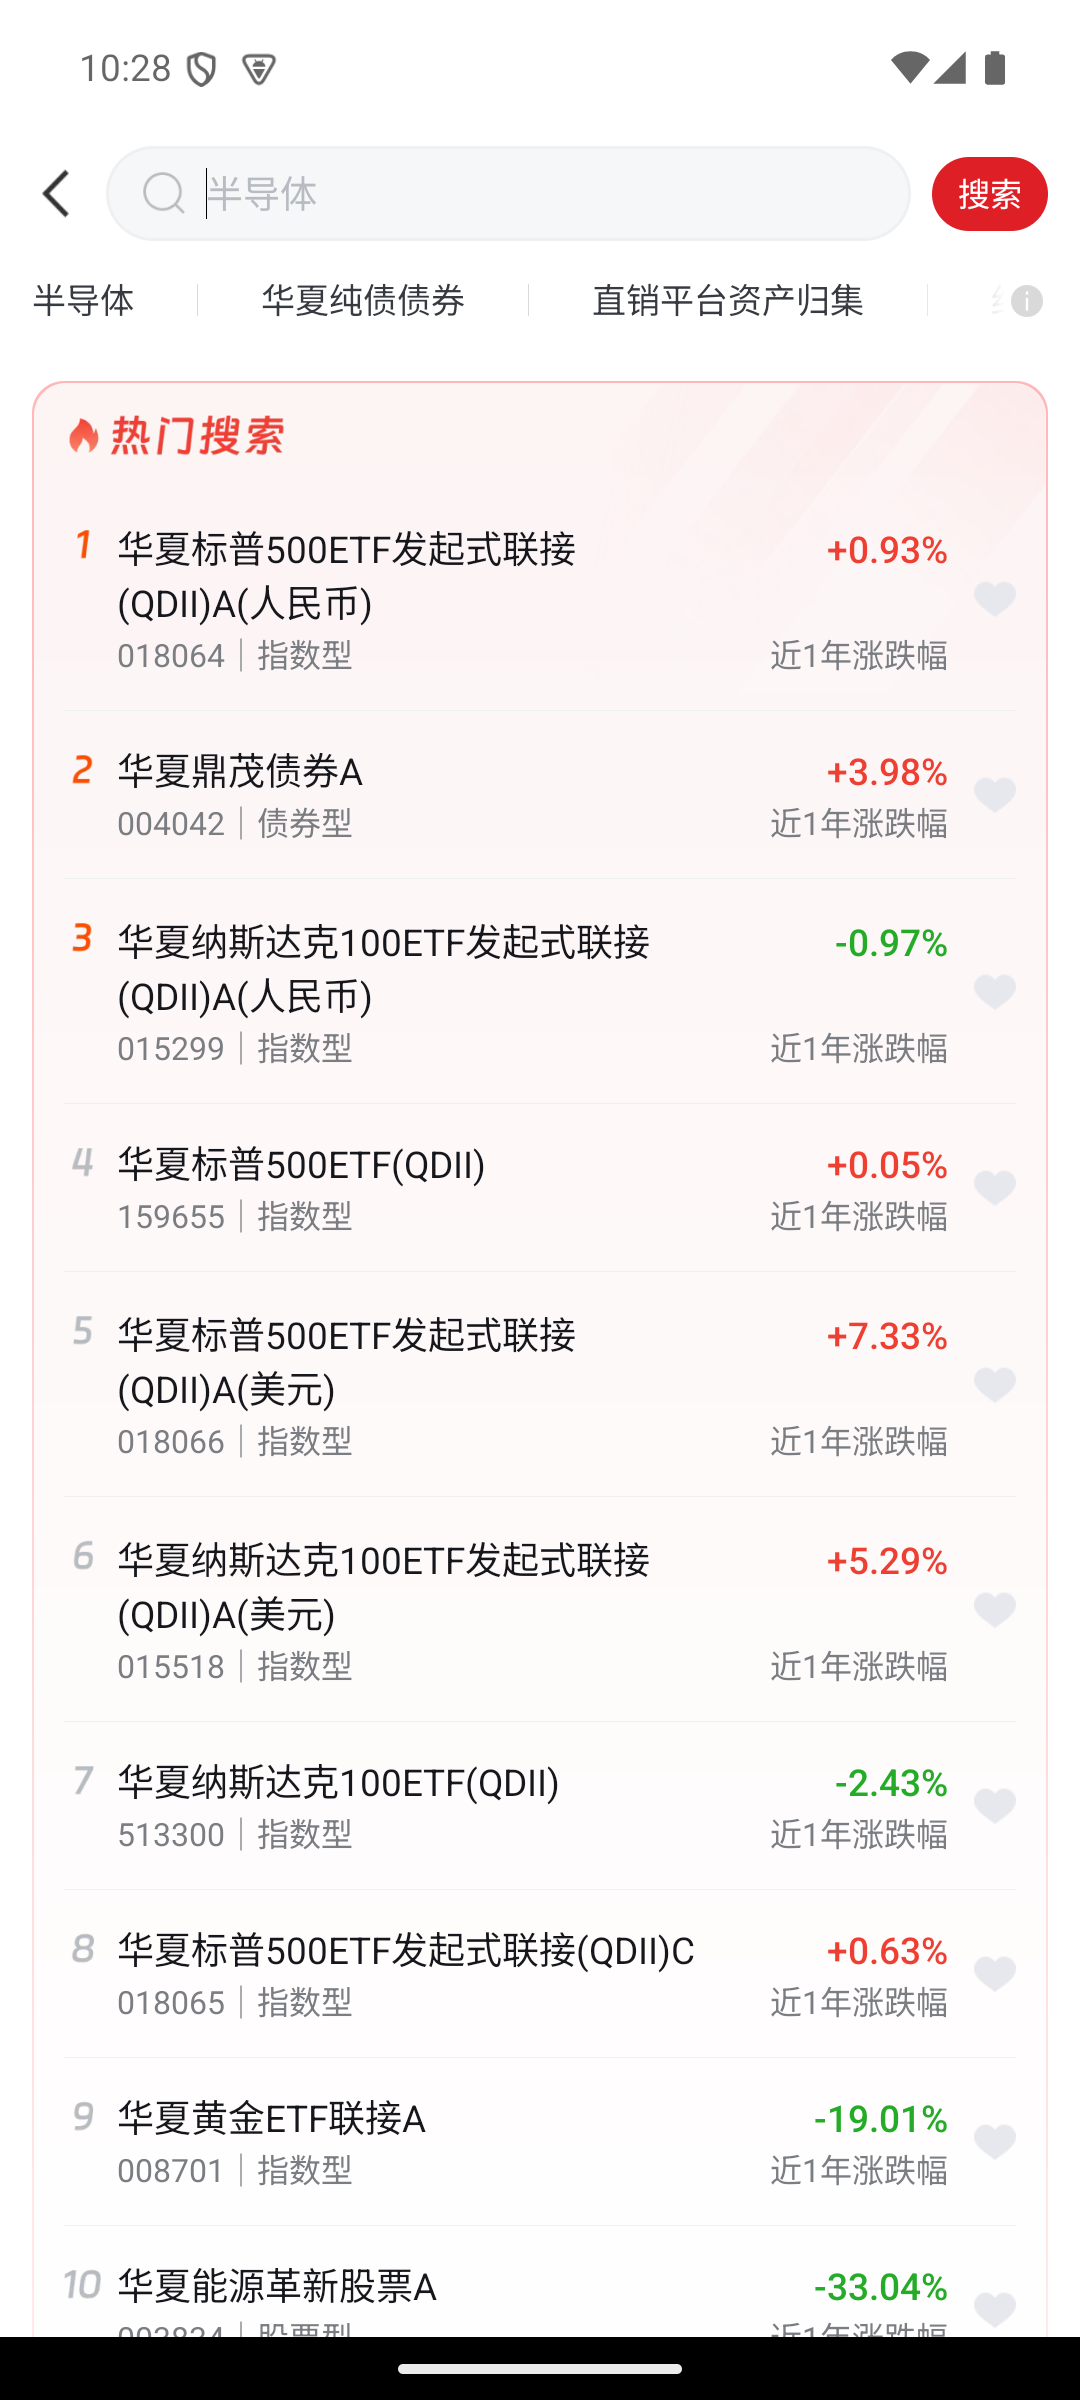 10:28
半导体
搜索
半导体
华夏纯债债券
直销平台资产归集
热门搜索
1 华夏标普500ETF发起式联接 +0.93%
(QDII)A(人民币)
018064 指数型 近1年涨跌幅
2 华夏鼎茂债券A +3.98%
004042 债券型 近1年涨跌幅
3 华夏纳斯达克100ETF发起式联接 -0.97%
(QDII)A(人民币)
015299 指数型 近1年涨跌幅
4 华夏标普500ETF(QDII) +0.05%
159655 指数型 近1年涨跌幅
5 华夏标普500ETF发起式联接 +7.33%
(QDII)A(美元)
018066 指数型 近1年涨跌幅
6 华夏纳斯达克100ETF发起式联接 +5.29%
(QDII)A(美元)
015518 指数型 近1年涨跌幅
7 华夏纳斯达克100ETF(QDII) -2.43%
513300 指数型 近1年涨跌幅
8 华夏标普500ETF发起式联接(QDII)C +0.63%
018065 指数型 近1年涨跌幅
9 华夏黄金ETF联接A -19.01%
008701 指数型 近1年涨跌幅
10 华夏能源革新股票A -33.04%
003834 股票型 近1年涨跌幅